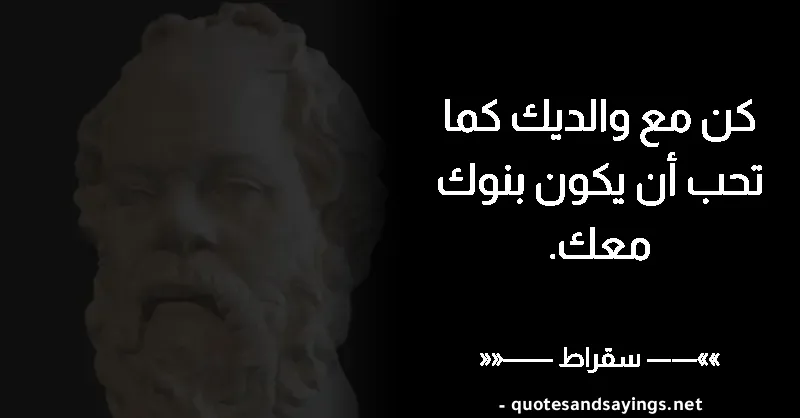 كن مع والديك كما
تحب أن يكون بنوك
معك.
»»—— سقراط ——««
- quotesandsayings.net